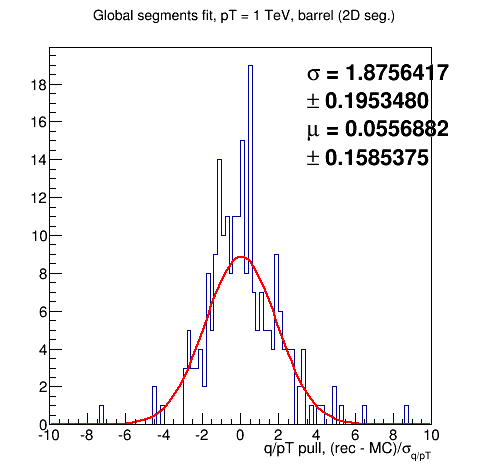 Global segments fit, pT = 1 TeV, barrel (2D seg.)
σ = 1.8756417
± 0.1953480
μ = 0.0556882
± 0.1585375
18
16
14
12
10
8
6
4
2
0
-10 -8 -6 -4 -2 0 2 4 6 8 10
q/pT pull, (rec - MC)/σq/pT